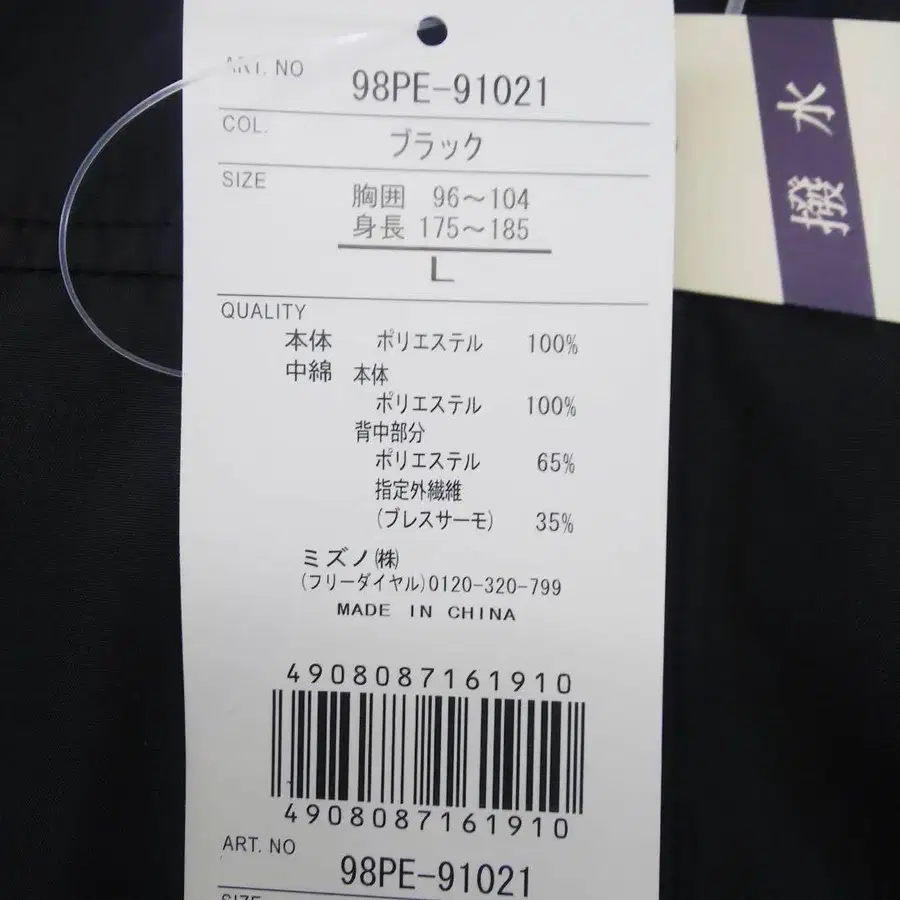 ART. NO 98PE-91021
COL. ブラック
SIZE
胸囲 96～104
身長 175～185
L
QUALITY
本体 ポリエステル 100%
中綿 本体
ポリエステル 100%
背中部分
ポリエステル 65%
指定外繊維
(ブレスサーモ) 35%
ミズノ㈱
(フリーダイヤル)0120-320-799
MADE IN CHINA
4908087161910
4908087161910
ART. NO
98PE-91021
SIZE
撥水